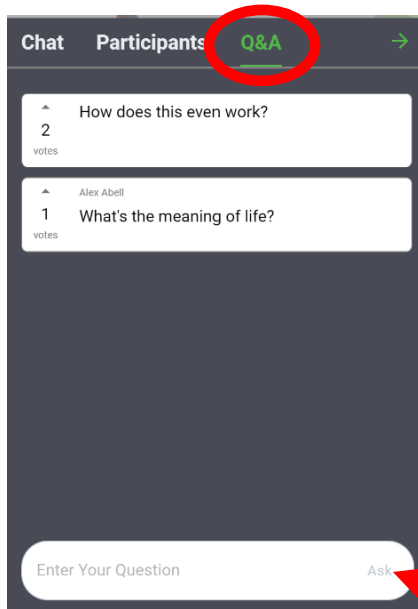 Chat Participants Q&A →
How does this even work?
2
votes
Alex Abell
1 What's the meaning of life?
votes
Enter Your Question Ask